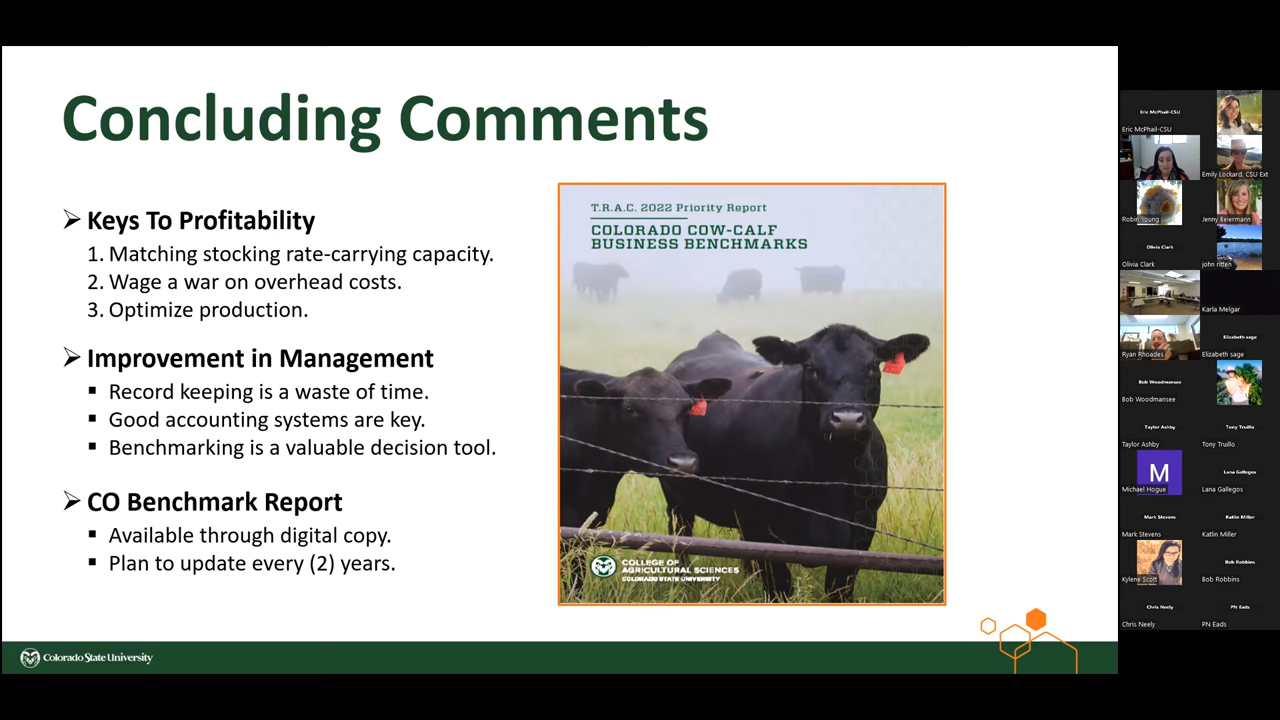 Concluding Comments
➢ Keys To Profitability
1. Matching stocking rate-carrying capacity.
2. Wage a war on overhead costs.
3. Optimize production.
➢ Improvement in Management
▪ Record keeping is a waste of time.
▪ Good accounting systems are key.
▪ Benchmarking is a valuable decision tool.
➢ CO Benchmark Report
▪ Available through digital copy.
▪ Plan to update every (2) years.
T.R.A.C. 2022 Priority Report
COLORADO COW-CALF
BUSINESS BENCHMARKS
COLLEGE OF
AGRICULTURAL SCIENCES
COLORADO STATE UNIVERSITY
Colorado State University
Eric McPhail-CSU
Eric McPhail-CSU
Emily Lockard, CSU Ext
Robin Young
Jenny Beiermann
Olivia Clark
Olivia Clark
john ritten
Karla Melgar
Ryan Rhoades
Elizabeth sage
Elizabeth sage
Bob Woodmansee
Bob Woodmansee
Taylor Ashby
Tony Truillo
Taylor Ashby
Tony Truillo
M
Michael Hogue
Lana Gallegos
Lana Gallegos
Mark Stevens
Katlin Miller
Mark Stevens
Katlin Miller
Kylene Scott
Bob Robbins
Bob Robbins
Chris Neely
PN Eads
Chris Neely
PN Eads